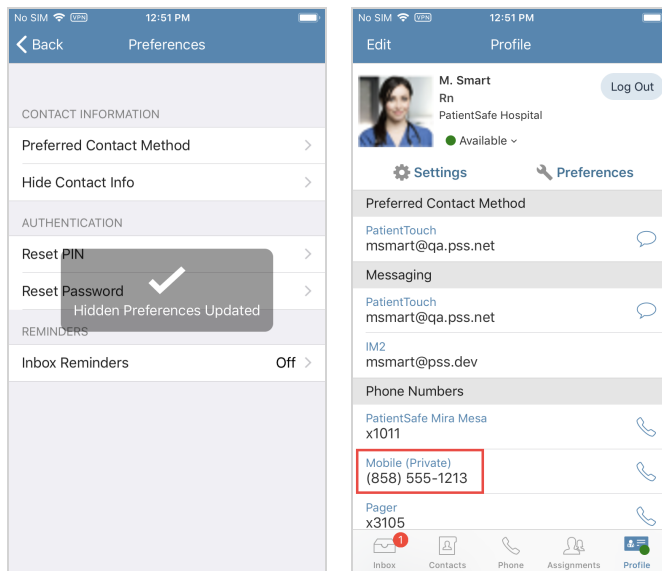 No SIM VPN 12:51 PM
Back Preferences
CONTACT INFORMATION
Preferred Contact Method
Hide Contact Info
AUTHENTICATION
Reset PIN
Reset Password
Hidden Preferences Updated
REMINDERS
Inbox Reminders Off
No SIM VPN 12:51 PM
Edit Profile
M. Smart
Rn
PatientSafe Hospital
Available
Log Out
Settings Preferences
Preferred Contact Method
PatientTouch
msmart@qa.pss.net
Messaging
PatientTouch
msmart@qa.pss.net
IM2
msmart@pss.dev
Phone Numbers
PatientSafe Mira Mesa
x1011
Mobile (Private)
(858) 555-1213
Pager
x3105
1
Inbox Contacts Phone Assignments Profile